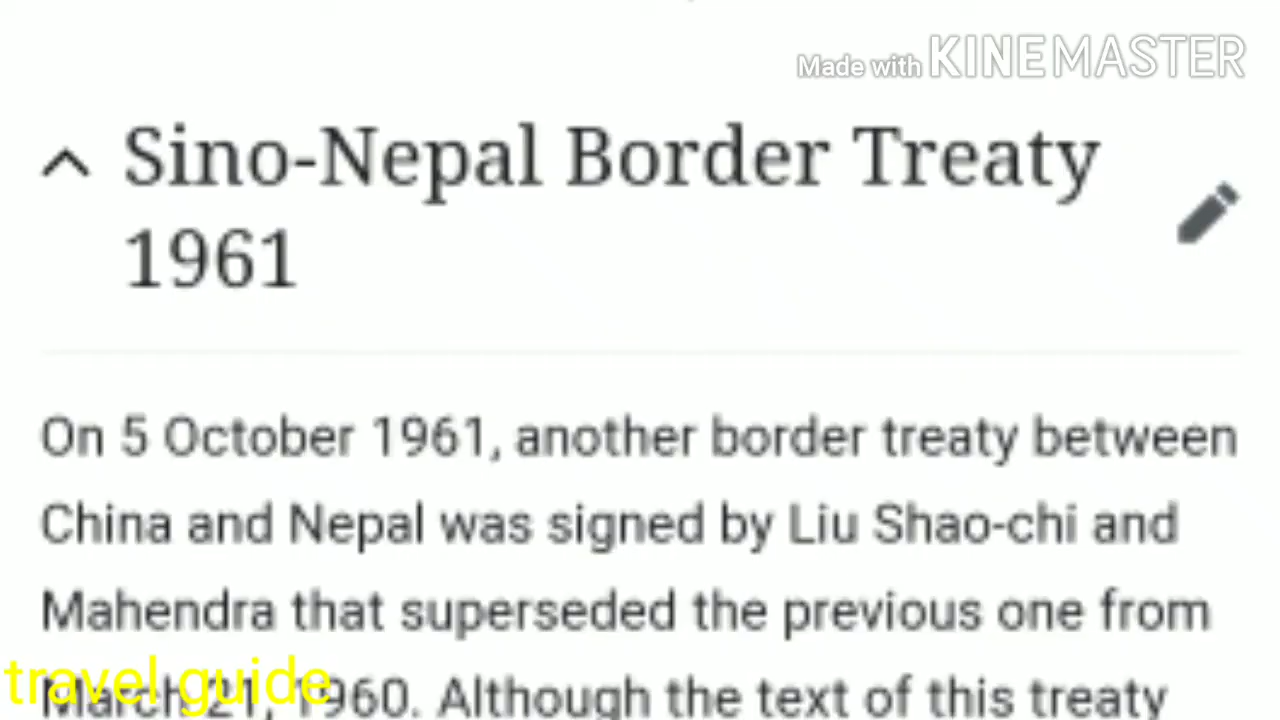 Made with KINEMASTER
Sino-Nepal Border Treaty
1961
On 5 October 1961, another border treaty between
China and Nepal was signed by Liu Shao-chi and
Mahendra that superseded the previous one from
March 21, 1960. Although the text of this treaty
travel guide